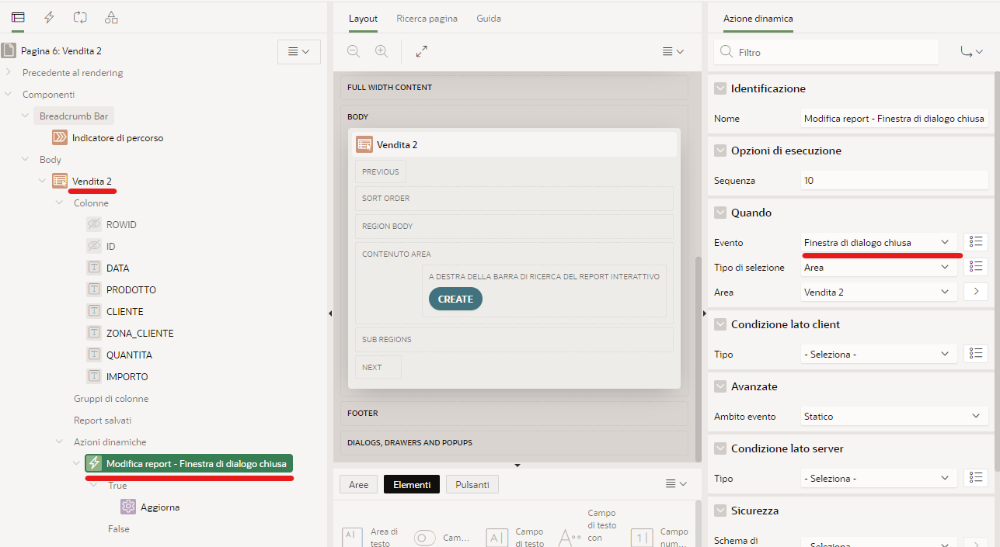 Pagina 6: Vendita 2
Precedente al rendering
Componenti
Breadcrumb Bar
Indicatore di percorso
Body
Vendita 2
Colonne
ROWID
ID
DATA
PRODOTTO
CLIENTE
ZONA_CLIENTE
QUANTITA
IMPORTO
Gruppi di colonne
Report salvati
Azioni dinamiche
Modifica report - Finestra di dialogo chiusa
True
Aggiorna
False
Layout
Ricerca pagina
Guida
FULL WIDTH CONTENT
BODY
Vendita 2
PREVIOUS
SORT ORDER
REGION BODY
CONTENUTO AREA
A DESTRA DELLA BARRA DI RICERCA DEL REPORT INTERATTIVO
CREATE
SUB REGIONS
NEXT
FOOTER
DIALOGS, DRAWERS AND POPUPS
Aree
Elementi
Pulsanti
Area di
testo
Cam...
Campo
di testo
Campo
di testo
con
Campo
num...
Azione dinamica
Filtro
Identificazione
Nome Modifica report - Finestra di dialogo chiusa
Opzioni di esecuzione
Sequenza 10
Quando
Evento Finestra di dialogo chiusa
Tipo di selezione Area
Area Vendita 2
Condizione lato client
Tipo - Seleziona -
Avanzate
Ambito evento Statico
Condizione lato server
Tipo - Seleziona -
Sicurezza
Schema di
- Seleziona -